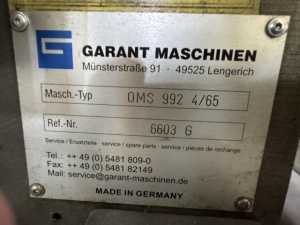 GARANT MASCHINEN
Münsterstraße 91 · 49525 Lengerich
Masch.-Typ QMS 992 4/65
Ref.-Nr. 6603 G
Service / Ersatzteile · service / spare parts · service / pièces de rechange
Tel.: ++ 49 (0) 5481 809-0
Fax: ++ 49 (0) 5481 82149
Mail: service@garant-maschinen.de
MADE IN GERMANY